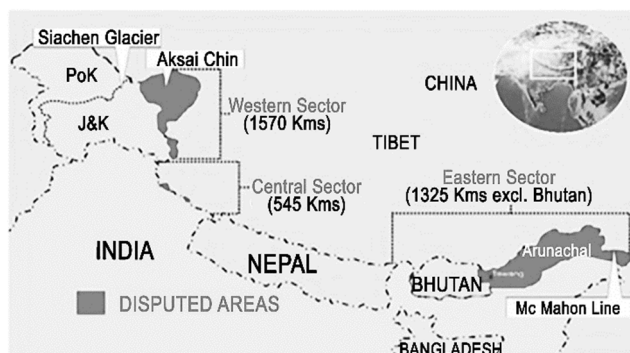 Siachen Glacier
PoK
Aksai Chin
J&K
Western Sector
(1570 Kms)
CHINA
TIBET
Central Sector
(545 Kms)
Eastern Sector
(1325 Kms excl. Bhutan)
INDIA
NEPAL
BHUTAN
Tawang
Arunachal
Mc Mahon Line
DISPUTED AREAS
BANGLADESH